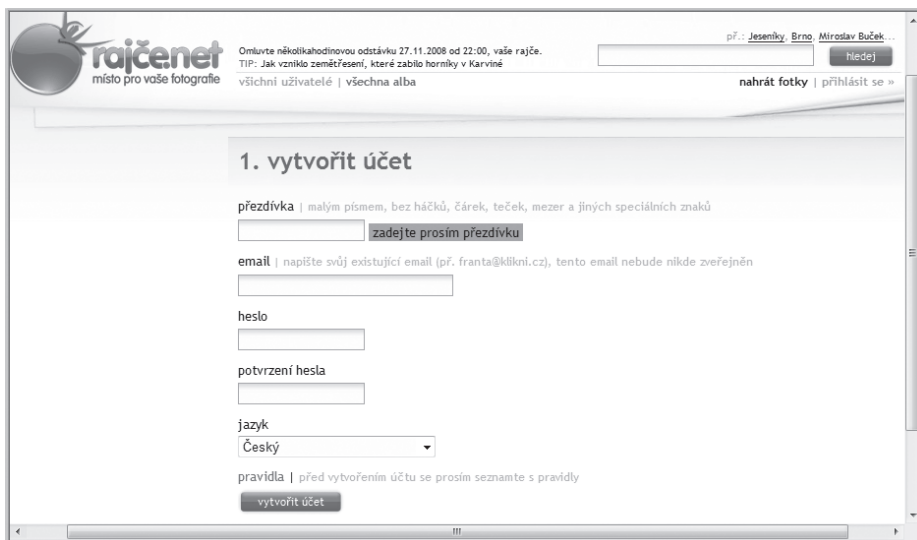 rajčenet
místo pro vaše fotografie
Omluvte několikahodinovou odstávku 27.11.2008 od 22:00, vaše rajče.
TIP: Jak vzniklo zemětřesení, které zabilo horníky v Karviné
př.: Jeseníky, Brno, Miroslav Buček...
hledej
všichni uživatelé | všechna alba
nahrát fotky | přihlásit se »
1. vytvořit účet
přezdívka | malým písmem, bez háčků, čárek, teček, mezer a jiných speciálních znaků
zadejte prosím přezdívku
email | napište svůj existující email (př. franta@klikni.cz), tento email nebude nikde zveřejněn
heslo
potvrzení hesla
jazyk
Český
pravidla | před vytvořením účtu se prosím seznamte s pravidly
vytvořit účet